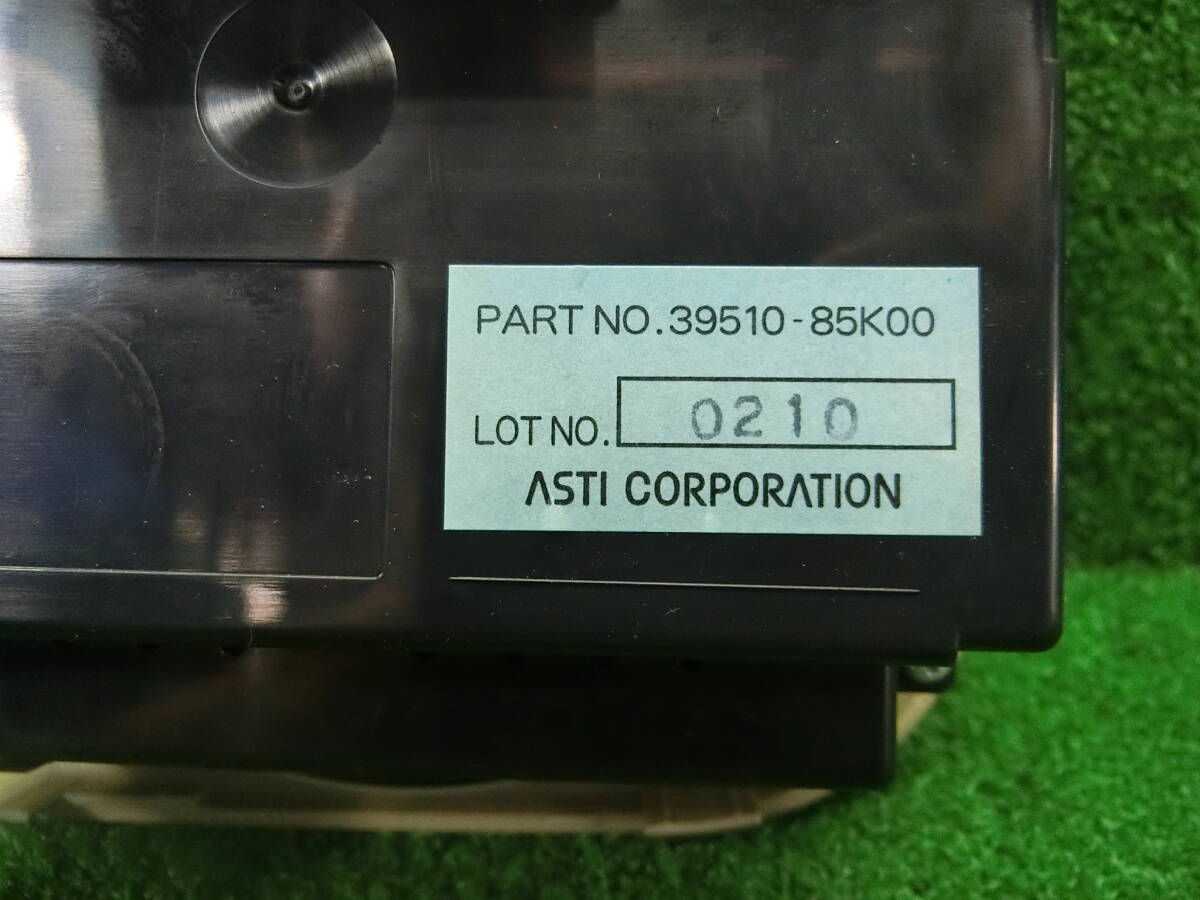 PART NO. 39510-85K00
LOT NO. 0210
ASTI CORPORATION